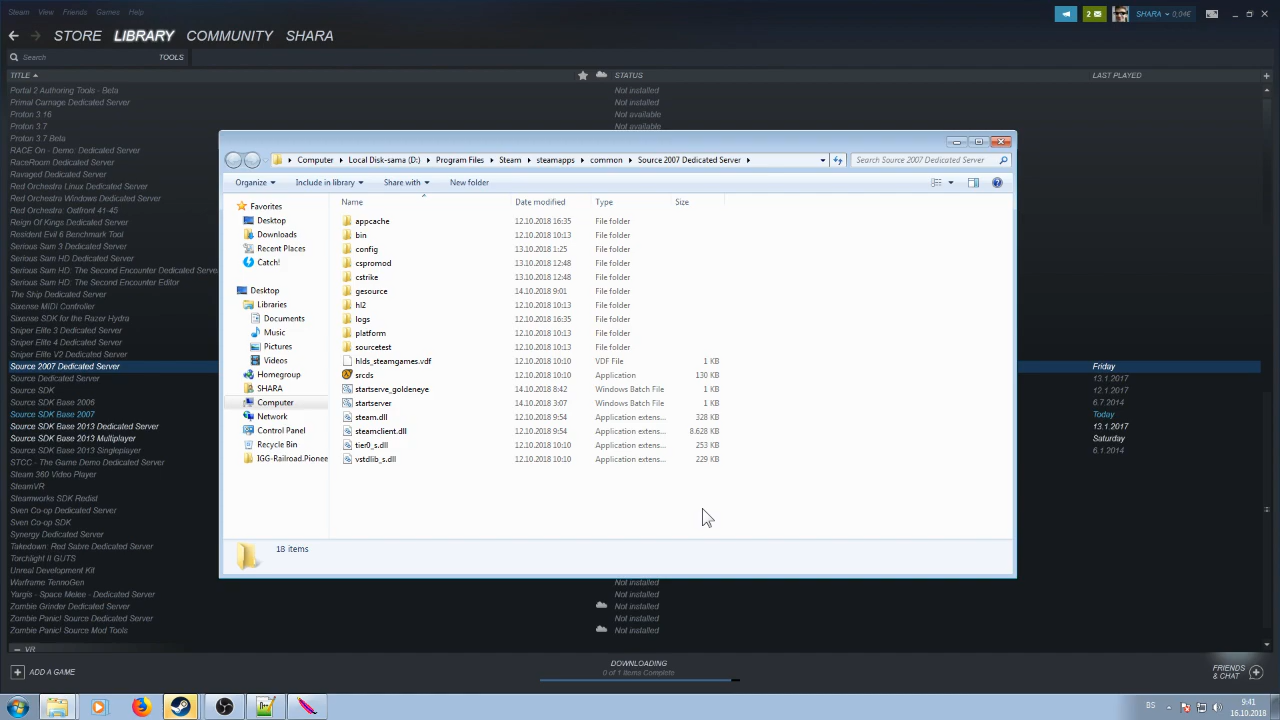 Steam View Friends Games Help
2 SHARA 0,04€
STORE LIBRARY COMMUNITY SHARA
Search TOOLS
TITLE STATUS LAST PLAYED
Portal 2 Authoring Tools - Beta Not installed
Primal Carnage Dedicated Server Not installed
Proton 3.16 Not available
Proton 3.7 Not available
Proton 3.7 Beta
RACE On - Demo: Dedicated Server
RaceRoom Dedicated Server
Ravaged Dedicated Server
Red Orchestra Linux Dedicated Server
Red Orchestra Windows Dedicated Server
Red Orchestra: Ostfront 41-45
Reign Of Kings Dedicated Server
Resident Evil 6 Benchmark Tool
Serious Sam 3 Dedicated Server
Serious Sam HD Dedicated Server
Serious Sam HD: The Second Encounter Dedicated Serve
Serious Sam HD: The Second Encounter Editor
The Ship Dedicated Server
Sixense MIDI Controller
Sixense SDK for the Razer Hydra
Sniper Elite 3 Dedicated Server
Sniper Elite 4 Dedicated Server
Sniper Elite V2 Dedicated Server
Source 2007 Dedicated Server Friday
Source Dedicated Server 13.1.2017
Source SDK 13.1.2017
Source SDK Base 2006 6.7.2014
Source SDK Base 2007 Today
Source SDK Base 2013 Dedicated Server 13.1.2017
Source SDK Base 2013 Multiplayer Saturday
Source SDK Base 2013 Singleplayer 6.1.2014
STCC - The Game Demo Dedicated Server
Steam 360 Video Player
SteamVR
Steamworks SDK Redist
Sven Co-op Dedicated Server
Sven Co-op SDK
Synergy Dedicated Server
Takedown: Red Sabre Dedicated Server
Torchlight II GUTS
Unreal Development Kit
Warframe TennoGen Not installed
Yargis - Space Melee - Dedicated Server Not installed
Zombie Grinder Dedicated Server Not installed
Zombie Panic! Source Dedicated Server Not installed
Zombie Panic! Source Mod Tools Not installed
VR
Computer Local Disk-sama (D:) Program Files Steam steamapps common Source 2007 Dedicated Server Search Source 2007 Dedicated Server
Organize Include in library Share with New folder
Name Date modified Type Size
Favorites
Desktop
Downloads
Recent Places
Catch!
Desktop
Libraries
Documents
Music
Pictures
Videos
Homegroup
SHARA
Computer
Network
Control Panel
Recycle Bin
IGG-Railroad.Pioneer
appcache 12.10.2018 16:35 File folder
bin 12.10.2018 10:13 File folder
config 13.10.2018 1:25 File folder
cspromod 13.10.2018 12:48 File folder
cstrike 13.10.2018 12:48 File folder
gesource 14.10.2018 9:01 File folder
hl2 12.10.2018 10:13 File folder
logs 12.10.2018 16:35 File folder
platform 12.10.2018 10:13 File folder
sourcetest 12.10.2018 10:13 File folder
hlds_steamgames.vdf 12.10.2018 10:10 VDF File 1 KB
srcds 12.10.2018 10:10 Application 130 KB
startserve_goldeneye 14.10.2018 8:42 Windows Batch File 1 KB
startserver 14.10.2018 3:07 Windows Batch File 1 KB
steam.dll 12.10.2018 9:54 Application extens... 328 KB
steamclient.dll 12.10.2018 9:54 Application extens... 8.628 KB
tier0_s.dll 12.10.2018 10:10 Application extens... 253 KB
vstdlib_s.dll 12.10.2018 10:10 Application extens... 229 KB
18 items
ADD A GAME
DOWNLOADING
0 of 1 Items Complete
FRIENDS
& CHAT
BS 9:41
16.10.2018